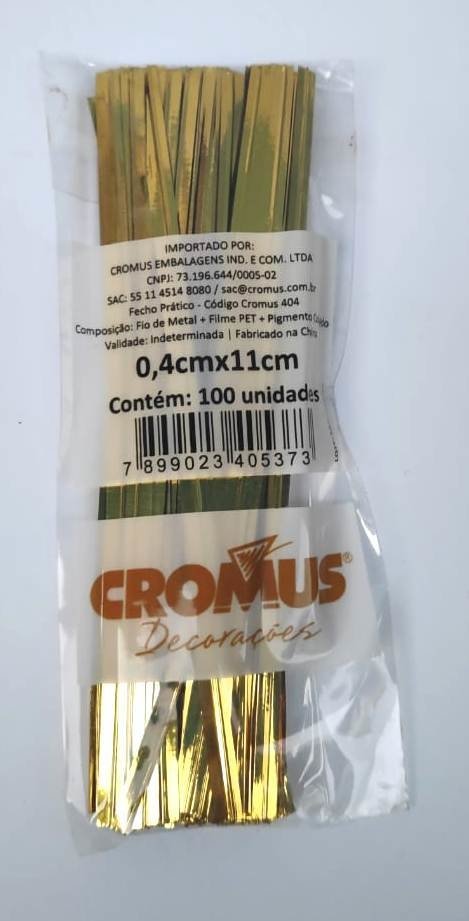 IMPORTADO POR:
CROMUS EMBALAGENS IND. E COM. LTDA
CNPJ: 73.196.644/0005-02
SAC: 55 11 4514 8080 / sac@cromus.com.br
Fecho Prático - Código Cromus 404
Composição: Fio de Metal + Filme PET + Pigmento
Validade: Indeterminada | Fabricado na China
0,4cmx11cm
Contém: 100 unidades
7 899023 405373
CROMUS®
Decorações